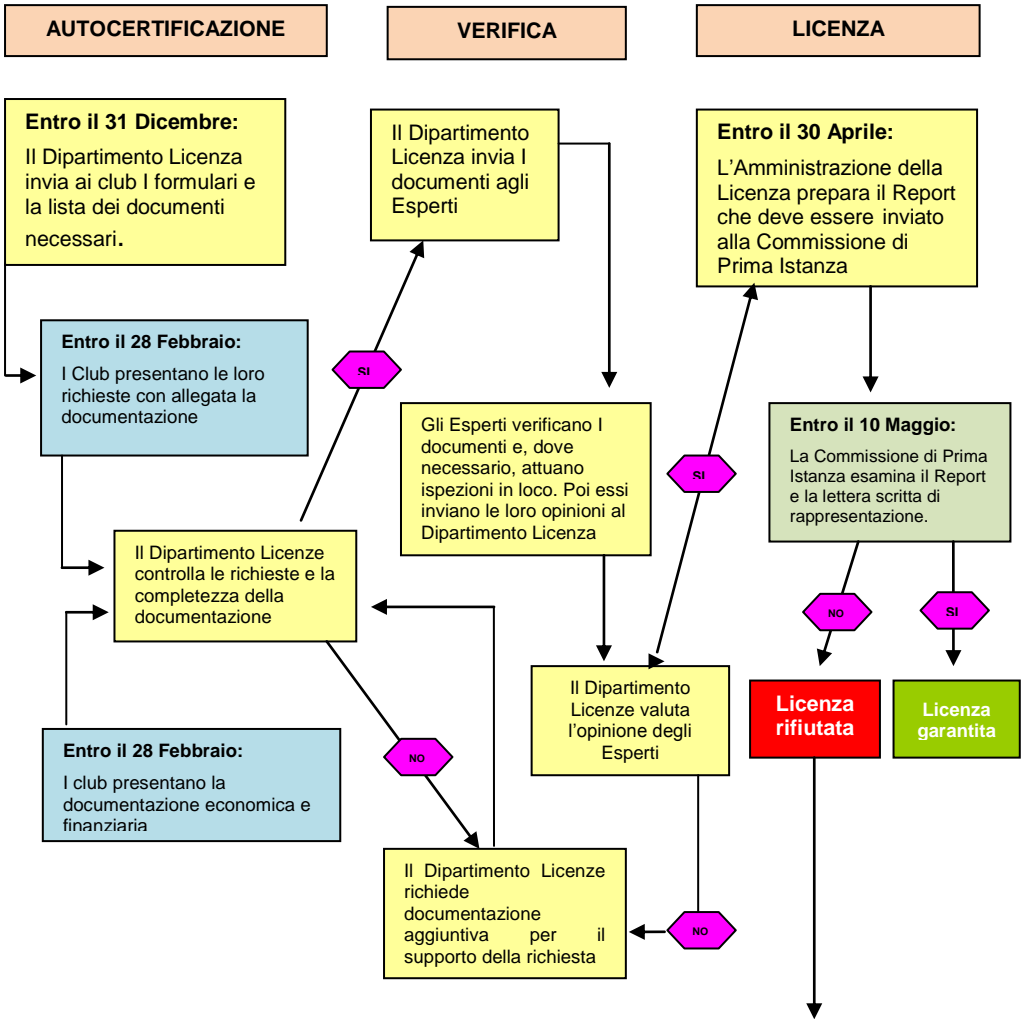 AUTOCERTIFICAZIONE
VERIFICA
LICENZA
Entro il 31 Dicembre:
Il Dipartimento Licenza
invia ai club I formulari e
la lista dei documenti
necessari.
Il Dipartimento
Licenza invia I
documenti agli
Esperti
Entro il 30 Aprile:
L'Amministrazione della
Licenza prepara il Report
che deve essere inviato
alla Commissione di
Prima Istanza
Entro il 28 Febbraio:
I Club presentano le loro
richieste con allegata la
documentazione
SI
Gli Esperti verificano I
documenti e, dove
necessario, attuano
ispezioni in loco. Poi essi
inviano le loro opinioni al
Dipartimento Licenza
SI
Entro il 10 Maggio:
La Commissione di Prima
Istanza esamina il Report
e la lettera scritta di
rappresentazione.
Il Dipartimento Licenze
controlla le richieste e la
completezza della
documentazione
NO
SI
Il Dipartimento
Licenze valuta
l'opinione degli
Esperti
Licenza
rifiutata
Licenza
garantita
Entro il 28 Febbraio:
I club presentano la
documentazione economica e
finanziaria
NO
Il Dipartimento Licenze
richiede
documentazione
aggiuntiva per il
supporto della richiesta
NO